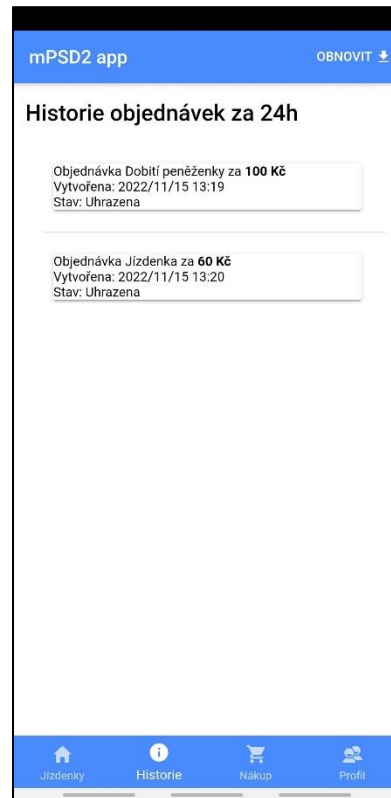 mPSD2 app
OBNOVIT
Historie objednávek za 24h
Objednávka Dobití peněženky za 100 Kč
Vytvořena: 2022/11/15 13:19
Stav: Uhrazena
Objednávka Jízdenka za 60 Kč
Vytvořena: 2022/11/15 13:20
Stav: Uhrazena
Jízdenky
Historie
Nákup
Profil